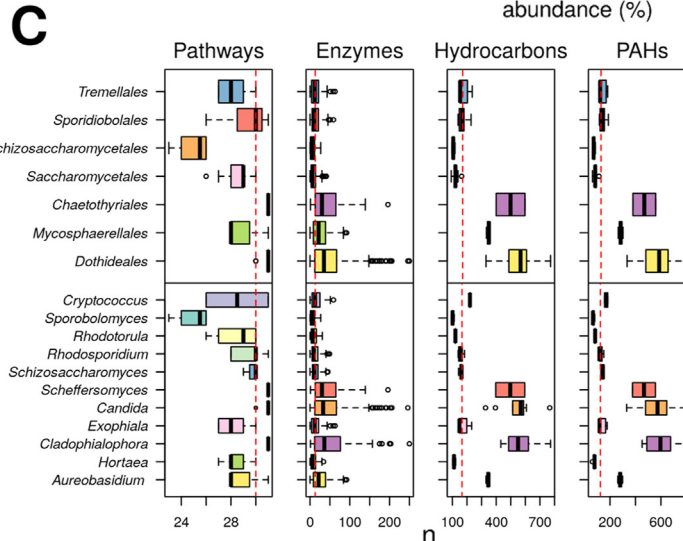 abundance (%)
C
Pathways Enzymes Hydrocarbons PAHs
Tremellales
Sporidiobolales
chizosaccharomycetales
Saccharomycetales
Chaetothyriales
Mycosphaerellales
Dothideales
Cryptococcus
Sporobolomyces
Rhodotorula
Rhodosporidium
Schizosaccharomyces
Scheffersomyces
Candida
Exophiala
Cladophialophora
Hortaea
Aureobasidium
24 28 0 100 200 100 400 700 200 600
n